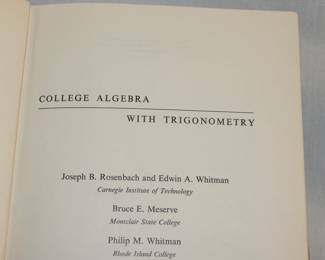 COLLEGE ALGEBRA
WITH TRIGONOMETRY
Joseph B. Rosenbach and Edwin A. Whitman
Carnegie Institute of Technology
Bruce E. Meserve
Montclair State College
Philip M. Whitman
Rhode Island College